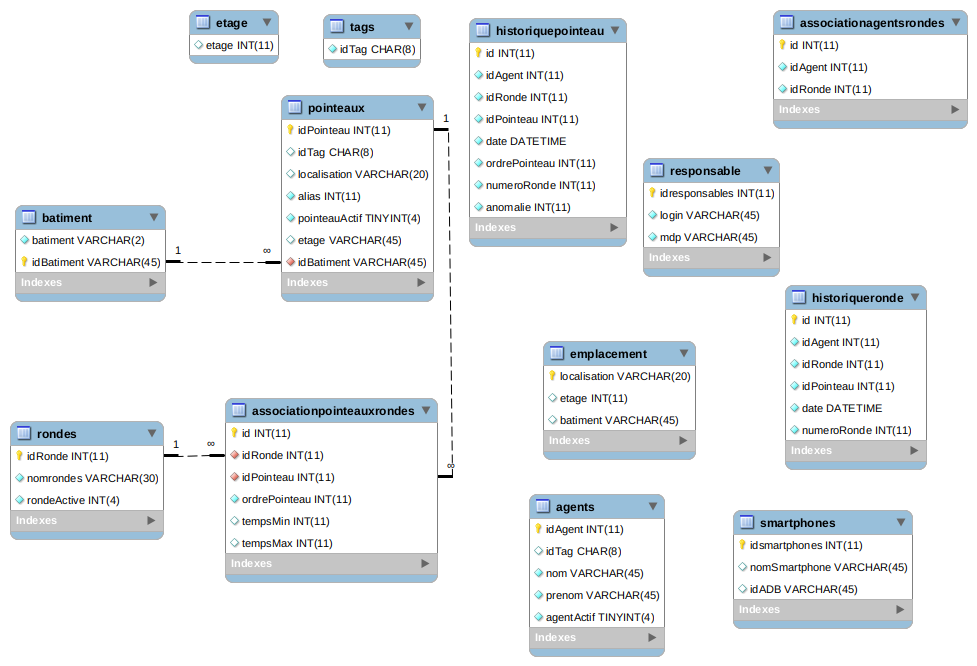 etage
etage INT(11)
tags
idTag CHAR(8)
historiquepointeau
id INT(11)
idAgent INT(11)
idRonde INT(11)
idPointeau INT(11)
date DATETIME
ordrePointeau INT(11)
numeroRonde INT(11)
anomalie INT(11)
Indexes
associationagentsrondes
id INT(11)
idAgent INT(11)
idRonde INT(11)
Indexes
pointeaux
idPointeau INT(11)
idTag CHAR(8)
localisation VARCHAR(20)
alias INT(11)
pointeauActif TINYINT(4)
etage VARCHAR(45)
idBatiment VARCHAR(45)
Indexes
1
responsable
idresponsables INT(11)
login VARCHAR(45)
mdp VARCHAR(45)
Indexes
batiment
batiment VARCHAR(2)
idBatiment VARCHAR(45)
Indexes
1
∞
historiqueronde
id INT(11)
idAgent INT(11)
idRonde INT(11)
idPointeau INT(11)
date DATETIME
numeroRonde INT(11)
Indexes
emplacement
localisation VARCHAR(20)
etage INT(11)
batiment VARCHAR(45)
Indexes
rondes
idRonde INT(11)
nomrondes VARCHAR(30)
rondeActive INT(4)
Indexes
1
∞
associationpointeauxrondes
id INT(11)
idRonde INT(11)
idPointeau INT(11)
ordrePointeau INT(11)
tempsMin INT(11)
tempsMax INT(11)
Indexes
∞
agents
idAgent INT(11)
idTag CHAR(8)
nom VARCHAR(45)
prenom VARCHAR(45)
agentActif TINYINT(4)
Indexes
smartphones
idsmartphones INT(11)
nomSmartphone VARCHAR(45)
idADB VARCHAR(45)
Indexes